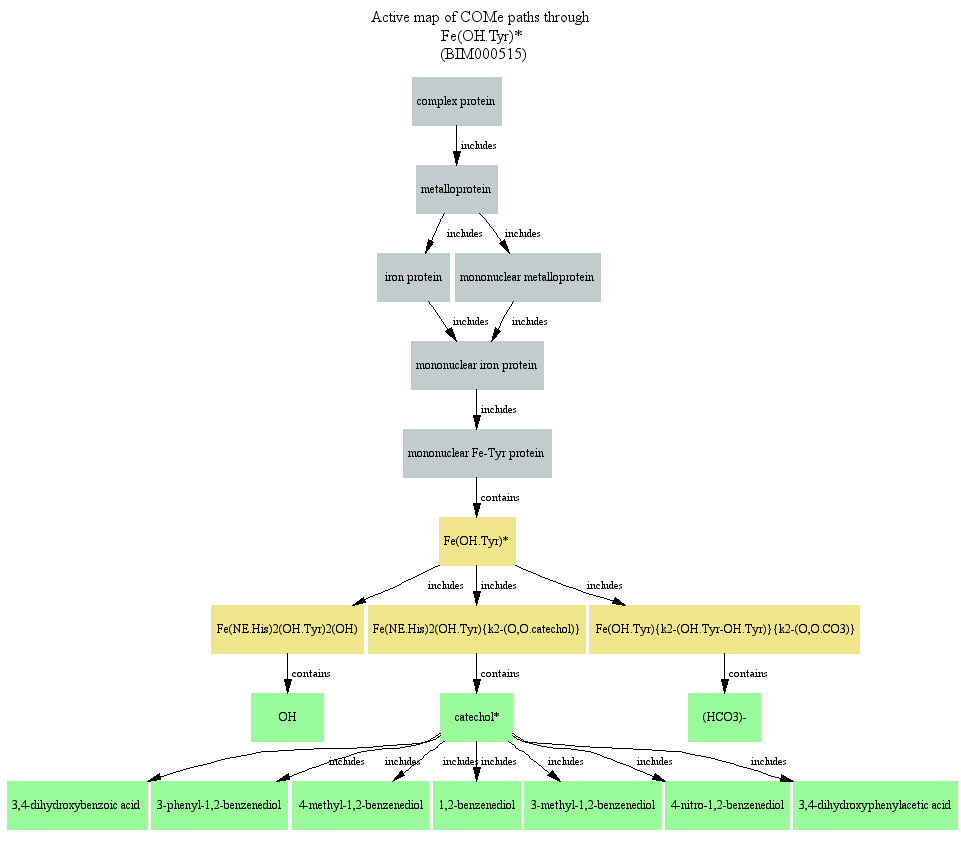 Active map of COMe paths through
Fe(OH.Tyr)*
(BIM000515)
complex protein
includes
metalloprotein
includes includes
iron protein mononuclear metalloprotein
includes includes
mononuclear iron protein
includes
mononuclear Fe-Tyr protein
contains
Fe(OH.Tyr)*
includes includes includes
Fe(NE.His)2(OH.Tyr)2(OH) Fe(NE.His)2(OH.Tyr){k2-(O,O.catechol)} Fe(OH.Tyr){k2-(OH.Tyr-OH.Tyr)}{k2-(O,O.CO3)}
contains contains contains
OH catechol* (HCO3)-
includes includes includes includes includes includes includes
3,4-dihydroxybenzoic acid 3-phenyl-1,2-benzenediol 4-methyl-1,2-benzenediol 1,2-benzenediol 3-methyl-1,2-benzenediol 4-nitro-1,2-benzenediol 3,4-dihydroxyphenylacetic acid